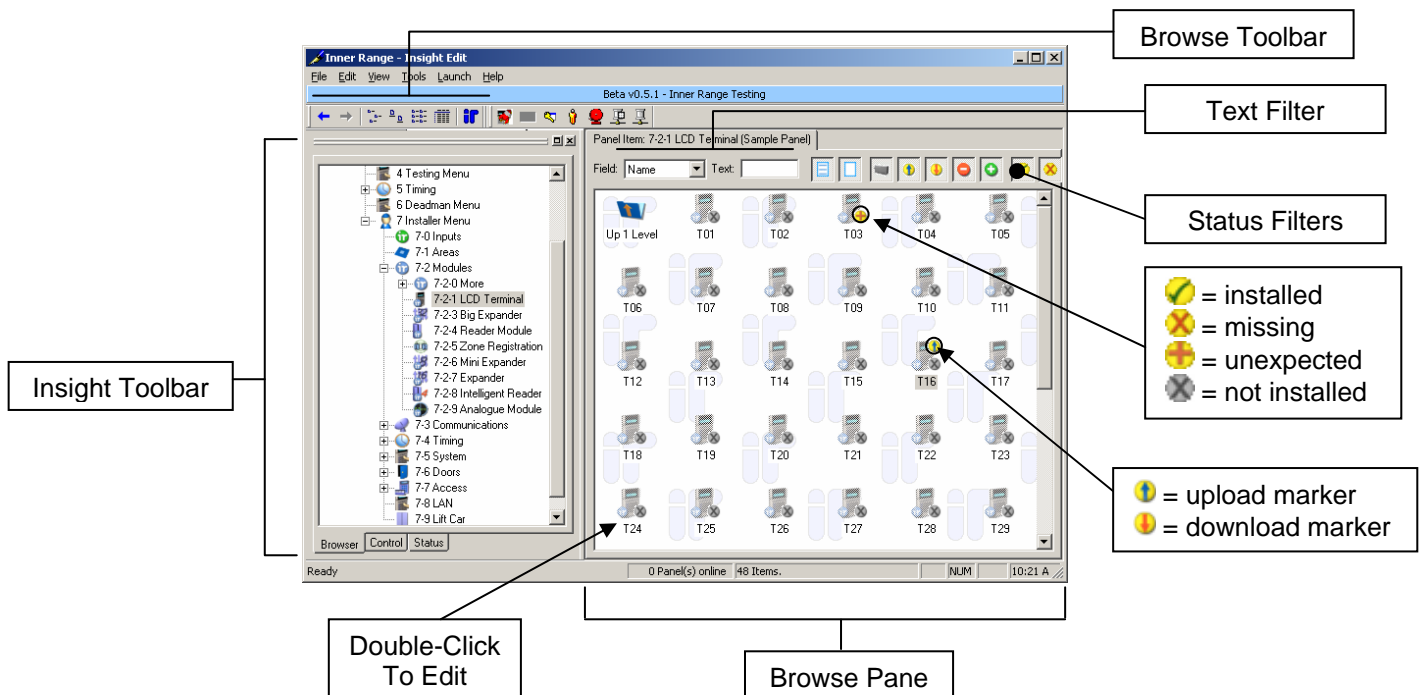 Browse Toolbar
Inner Range - Insight Edit
File Edit View Tools Launch Help
Beta v0.5.1 - Inner Range Testing
Text Filter
Panel Item: 7-2-1 LCD Terminal (Sample Panel)
Field: Name Text:
Status Filters
4 Testing Menu
5 Timing
6 Deadman Menu
7 Installer Menu
7-0 Inputs
7-1 Areas
7-2 Modules
7-2-0 More
7-2-1 LCD Terminal
7-2-3 Big Expander
7-2-4 Reader Module
7-2-5 Zone Registration
7-2-6 Mini Expander
7-2-7 Expander
7-2-8 Intelligent Reader
7-2-9 Analogue Module
7-3 Communications
7-4 Timing
7-5 System
7-6 Doors
7-7 Access
7-8 LAN
7-9 Lift Car
Browser Control Status
Insight Toolbar
Up 1 Level T01 T02 T03 T04 T05
T06 T07 T08 T09 T10 T11
T12 T13 T14 T15 T16 T17
T18 T19 T20 T21 T22 T23
T24 T25 T26 T27 T28 T29
= installed
= missing
= unexpected
= not installed
= upload marker
= download marker
Ready 0 Panel(s) online 48 Items. NUM 10:21 A
Double-Click
To Edit
Browse Pane